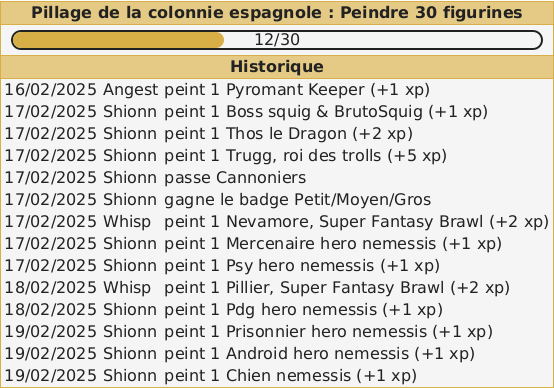 Pillage de la colonnie espagnole : Peindre 30 figurines
12/30
Historique
16/02/2025 Angest peint 1 Pyromant Keeper (+1 xp)
17/02/2025 Shionn peint 1 Boss squig & BrutoSquig (+1 xp)
17/02/2025 Shionn peint 1 Thos le Dragon (+2 xp)
17/02/2025 Shionn peint 1 Trugg, roi des trolls (+5 xp)
17/02/2025 Shionn passe Cannoniers
17/02/2025 Shionn gagne le badge Petit/Moyen/Gros
17/02/2025 Whisp peint 1 Nevamore, Super Fantasy Brawl (+2 xp)
17/02/2025 Shionn peint 1 Mercenaire hero nemessis (+1 xp)
17/02/2025 Shionn peint 1 Psy hero nemessis (+1 xp)
18/02/2025 Whisp peint 1 Pillier, Super Fantasy Brawl (+2 xp)
18/02/2025 Shionn peint 1 Pdg hero nemessis (+1 xp)
19/02/2025 Shionn peint 1 Prisonnier hero nemessis (+1 xp)
19/02/2025 Shionn peint 1 Android hero nemessis (+1 xp)
19/02/2025 Shionn peint 1 Chien nemessis (+1 xp)